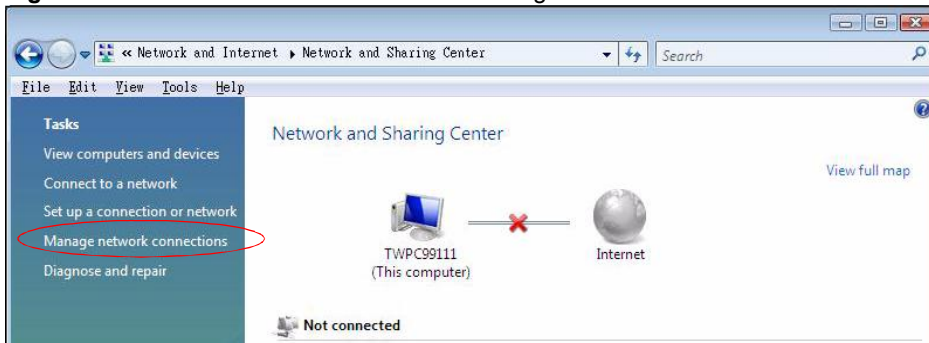 « Network and Internet ▸ Network and Sharing Center
Search
File Edit View Tools Help
Tasks
View computers and devices
Connect to a network
Set up a connection or network
Manage network connections
Diagnose and repair
Network and Sharing Center
View full map
TWPC99111
(This computer)
Internet
Not connected